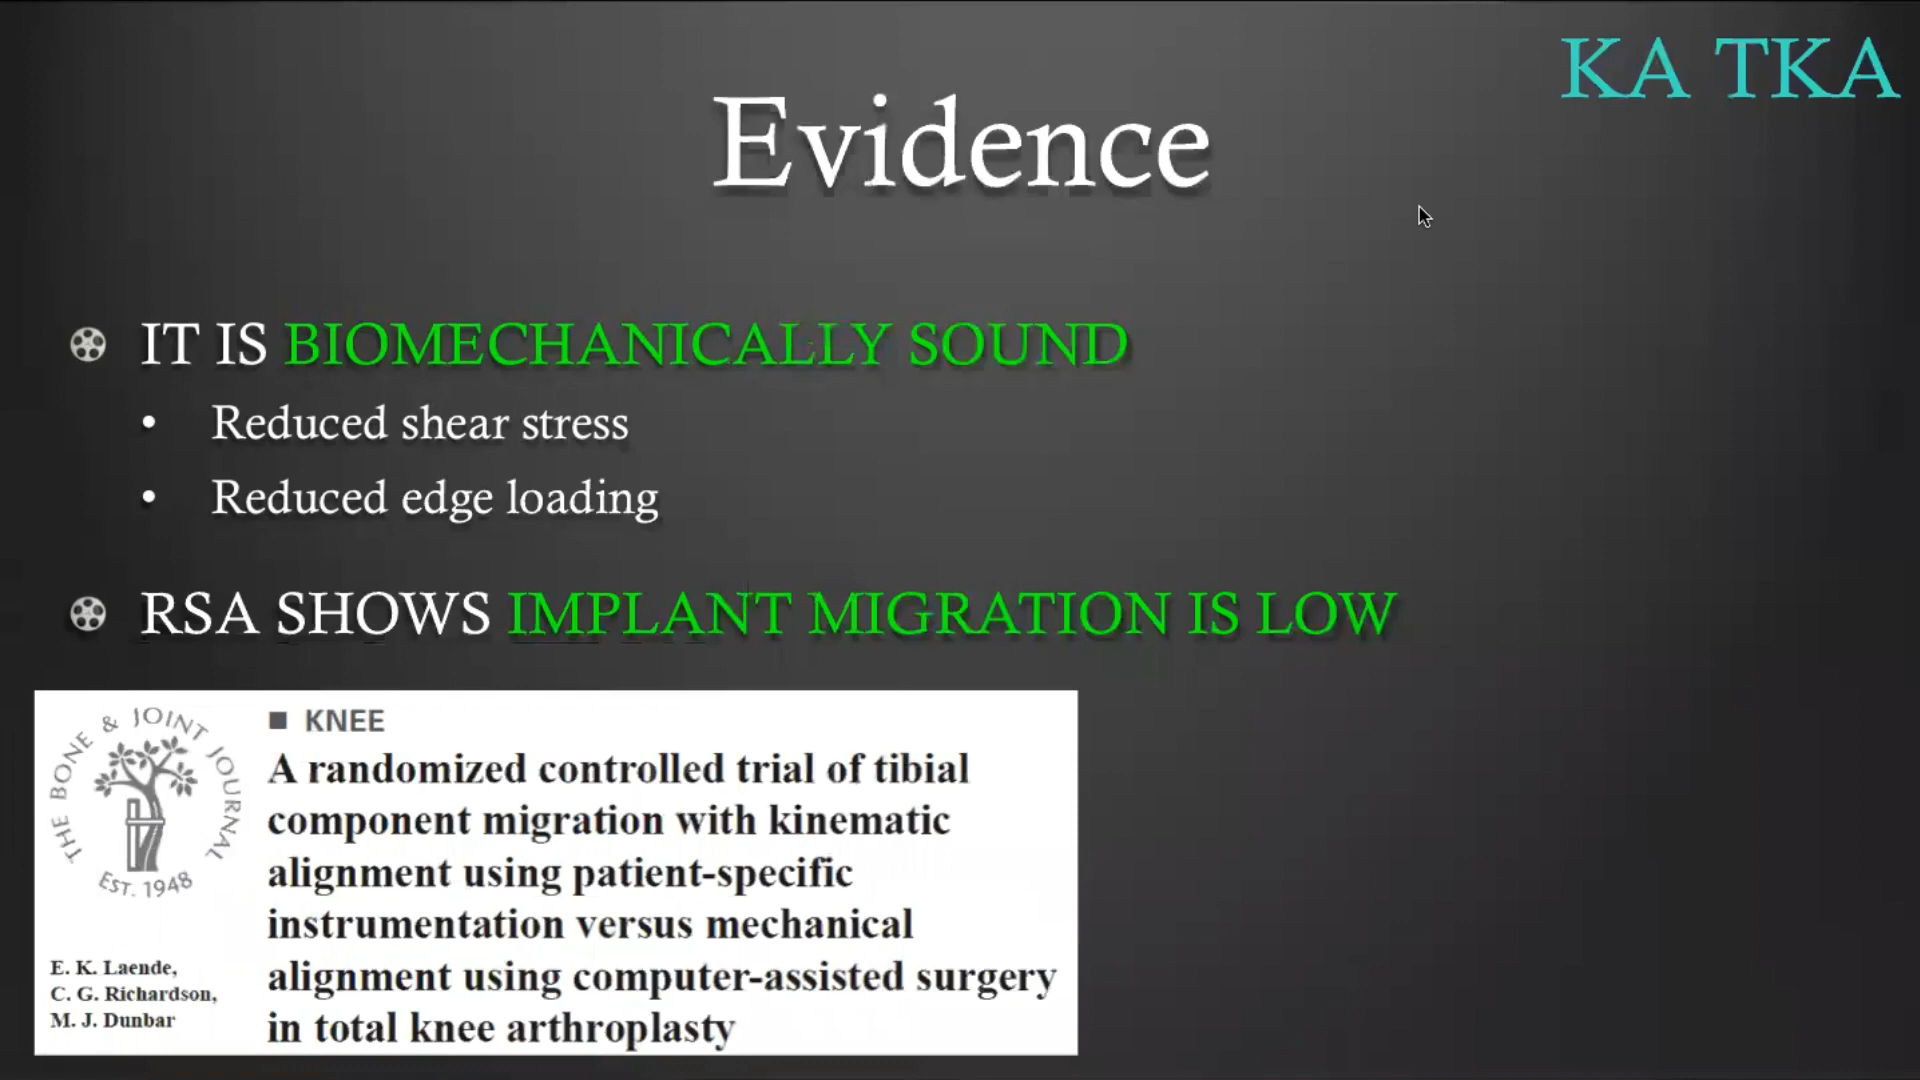 KA TKA
Evidence
IT IS BIOMECHANICALLY SOUND
• Reduced shear stress
• Reduced edge loading
RSA SHOWS IMPLANT MIGRATION IS LOW
THE BONE & JOINT JOURNAL
EST. 1948
■ KNEE
A randomized controlled trial of tibial
component migration with kinematic
alignment using patient-specific
instrumentation versus mechanical
alignment using computer-assisted surgery
in total knee arthroplasty
E. K. Laende,
C. G. Richardson,
M. J. Dunbar